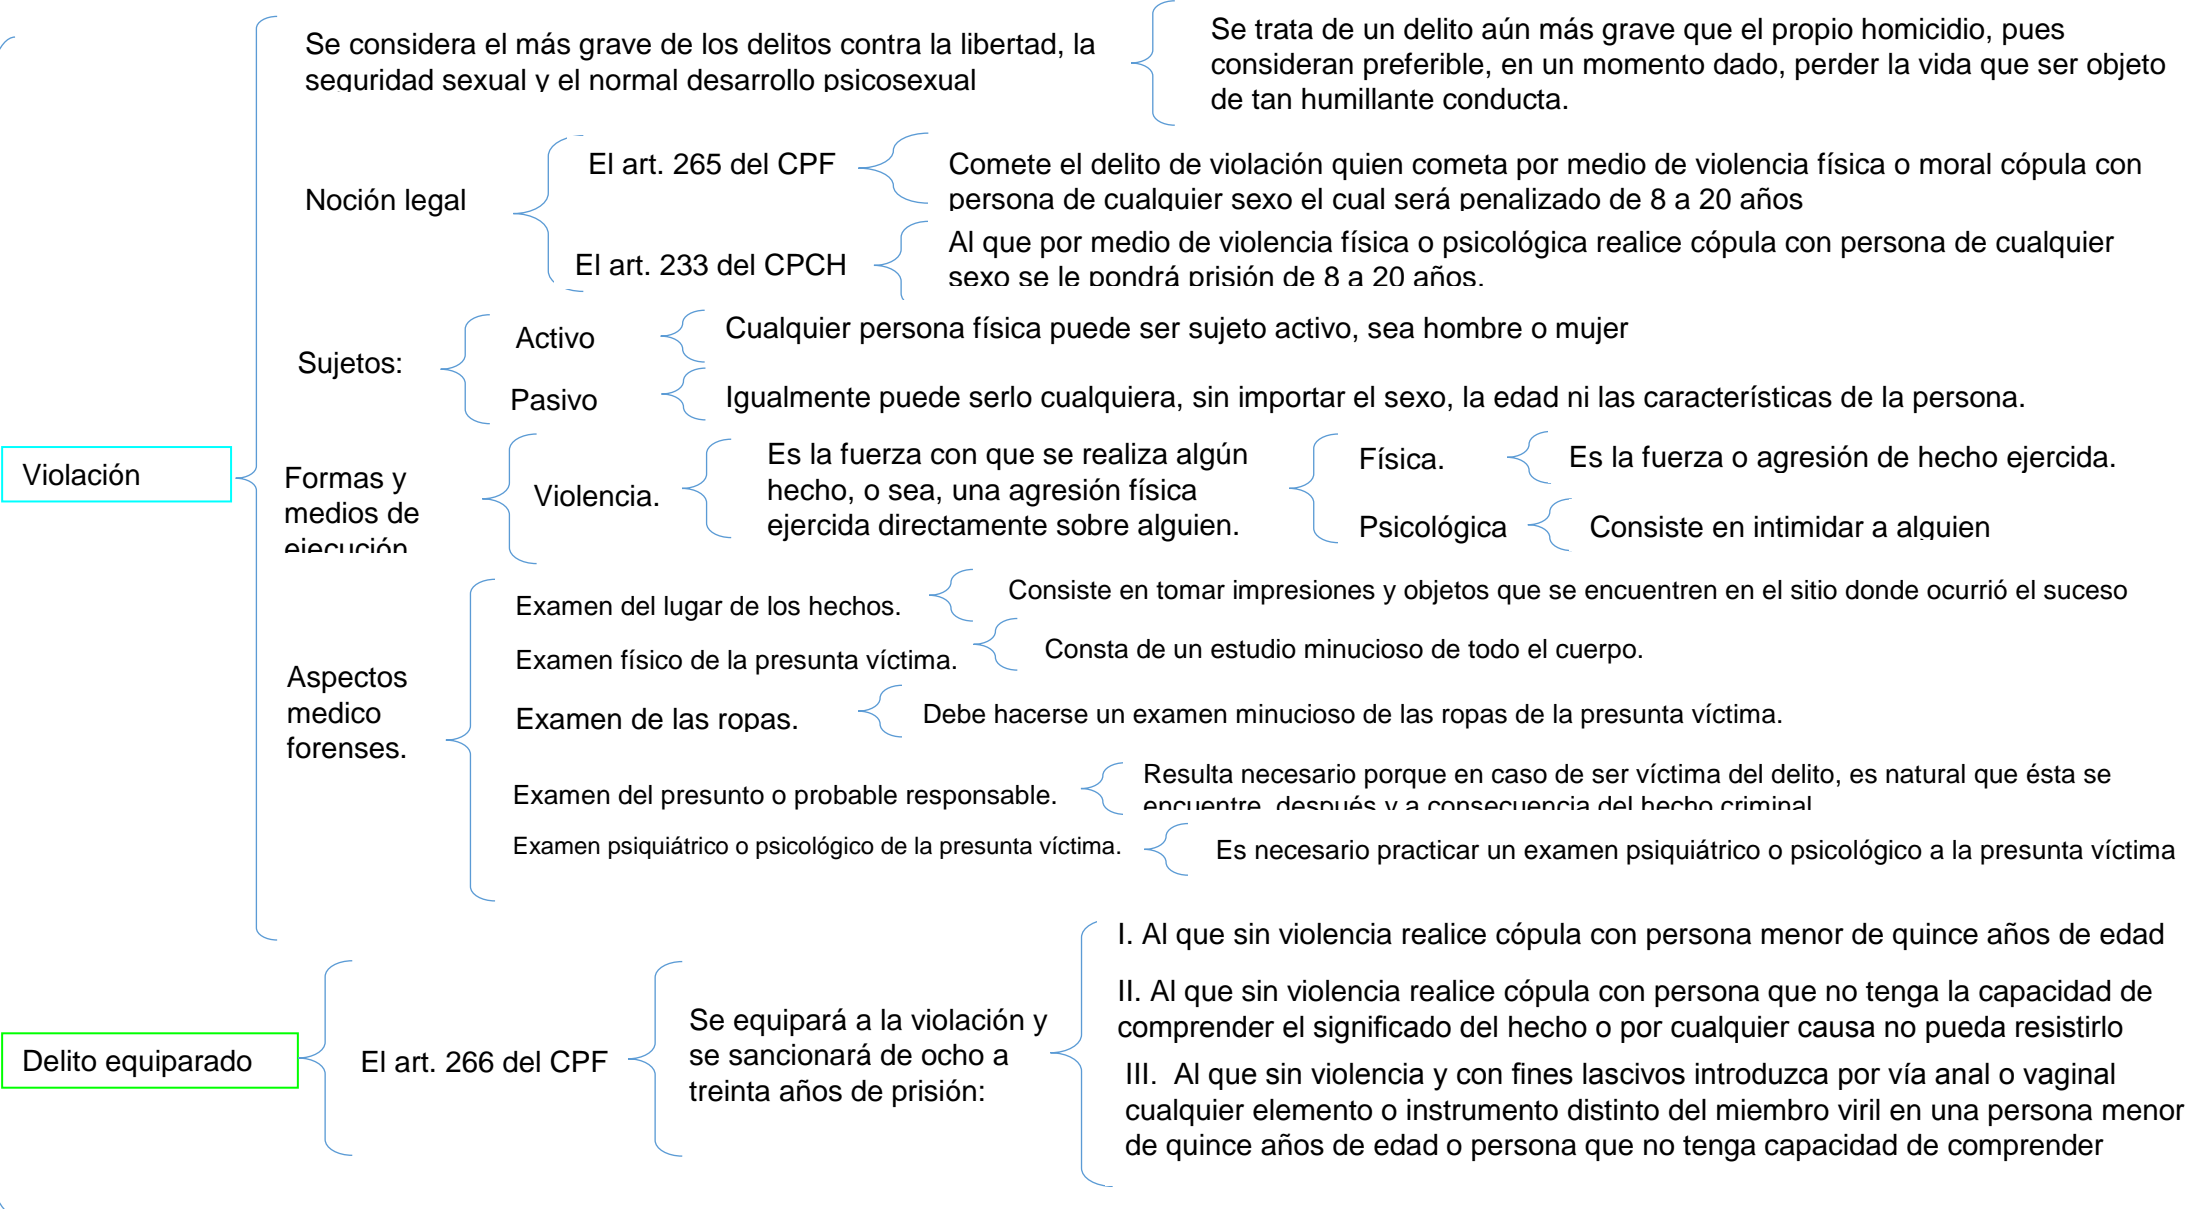 Se considera el más grave de los delitos contra la libertad, la
seguridad sexual y el normal desarrollo psicosexual
Se trata de un delito aún más grave que el propio homicidio, pues
consideran preferible, en un momento dado, perder la vida que ser objeto
de tan humillante conducta.
Noción legal
El art. 265 del CPF
Comete el delito de violación quien cometa por medio de violencia física o moral cópula con
persona de cualquier sexo el cual será penalizado de 8 a 20 años
El art. 233 del CPCH
Al que por medio de violencia física o psicológica realice cópula con persona de cualquier
sexo se le pondrá prisión de 8 a 20 años.
Sujetos:
Activo
Cualquier persona física puede ser sujeto activo, sea hombre o mujer
Pasivo
Igualmente puede serlo cualquiera, sin importar el sexo, la edad ni las características de la persona.
Violación
Formas y
medios de
ejecución
Violencia.
Es la fuerza con que se realiza algún
hecho, o sea, una agresión física
ejercida directamente sobre alguien.
Física.
Es la fuerza o agresión de hecho ejercida.
Psicológica
Consiste en intimidar a alguien
Aspectos
medico
forenses.
Examen del lugar de los hechos.
Consiste en tomar impresiones y objetos que se encuentren en el sitio donde ocurrió el suceso
Examen físico de la presunta víctima.
Consta de un estudio minucioso de todo el cuerpo.
Examen de las ropas.
Debe hacerse un examen minucioso de las ropas de la presunta víctima.
Examen del presunto o probable responsable.
Resulta necesario porque en caso de ser víctima del delito, es natural que ésta se
encuentre, después y a consecuencia del hecho criminal
Examen psiquiátrico o psicológico de la presunta víctima.
Es necesario practicar un examen psiquiátrico o psicológico a la presunta víctima
Delito equiparado
El art. 266 del CPF
Se equipará a la violación y
se sancionará de ocho a
treinta años de prisión:
I. Al que sin violencia realice cópula con persona menor de quince años de edad
II. Al que sin violencia realice cópula con persona que no tenga la capacidad de
comprender el significado del hecho o por cualquier causa no pueda resistirlo
III. Al que sin violencia y con fines lascivos introduzca por vía anal o vaginal
cualquier elemento o instrumento distinto del miembro viril en una persona menor
de quince años de edad o persona que no tenga capacidad de comprender